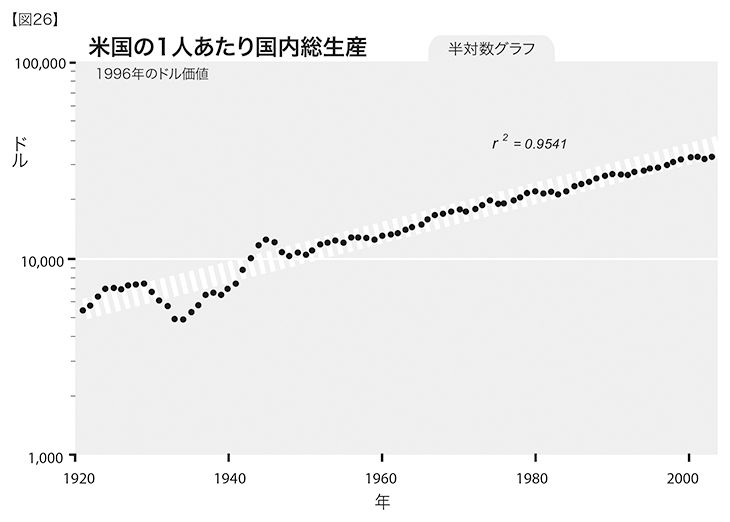 【図26】
米国の1人あたり国内総生産
半対数グラフ
1996年のドル価値
100,000
ドル
r² = 0.9541
10,000
1,000
1920 1940 1960 1980 2000
年